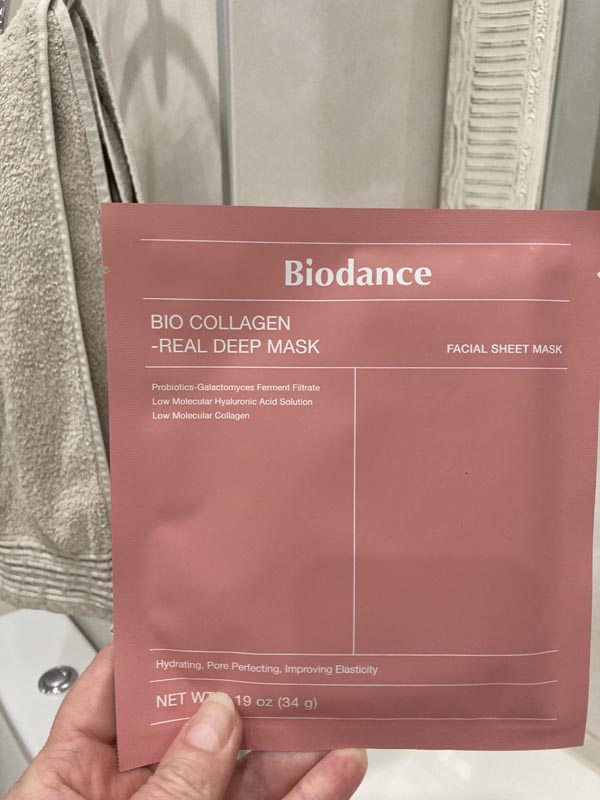 Biodance
BIO COLLAGEN
-REAL DEEP MASK
FACIAL SHEET MASK
Probiotics-Galactomyces Ferment Filtrate
Low Molecular Hyaluronic Acid Solution
Low Molecular Collagen
Hydrating, Pore Perfecting, Improving Elasticity
NET WT 19 oz (34 g)